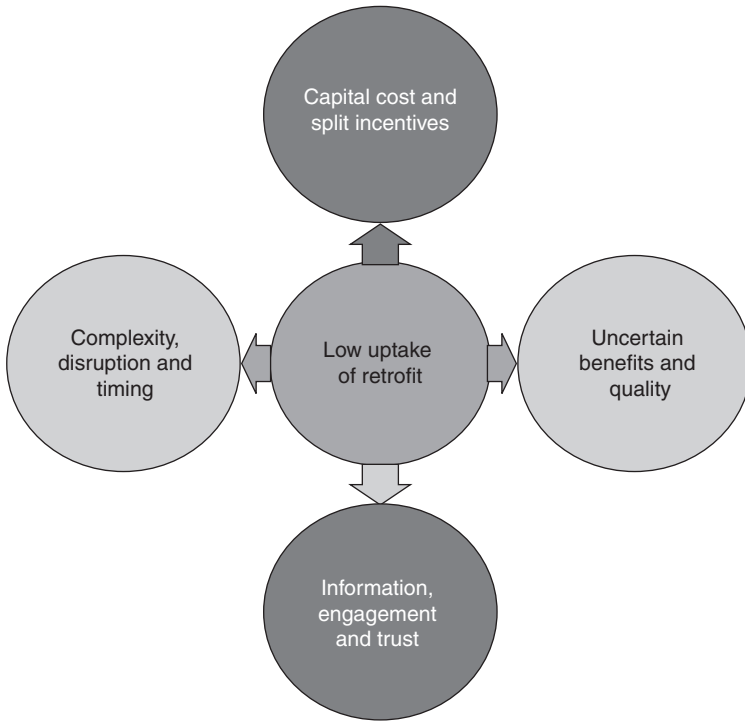 Capital cost and
split incentives
Complexity,
disruption and
timing
Low uptake
of retrofit
Uncertain
benefits and
quality
Information,
engagement
and trust